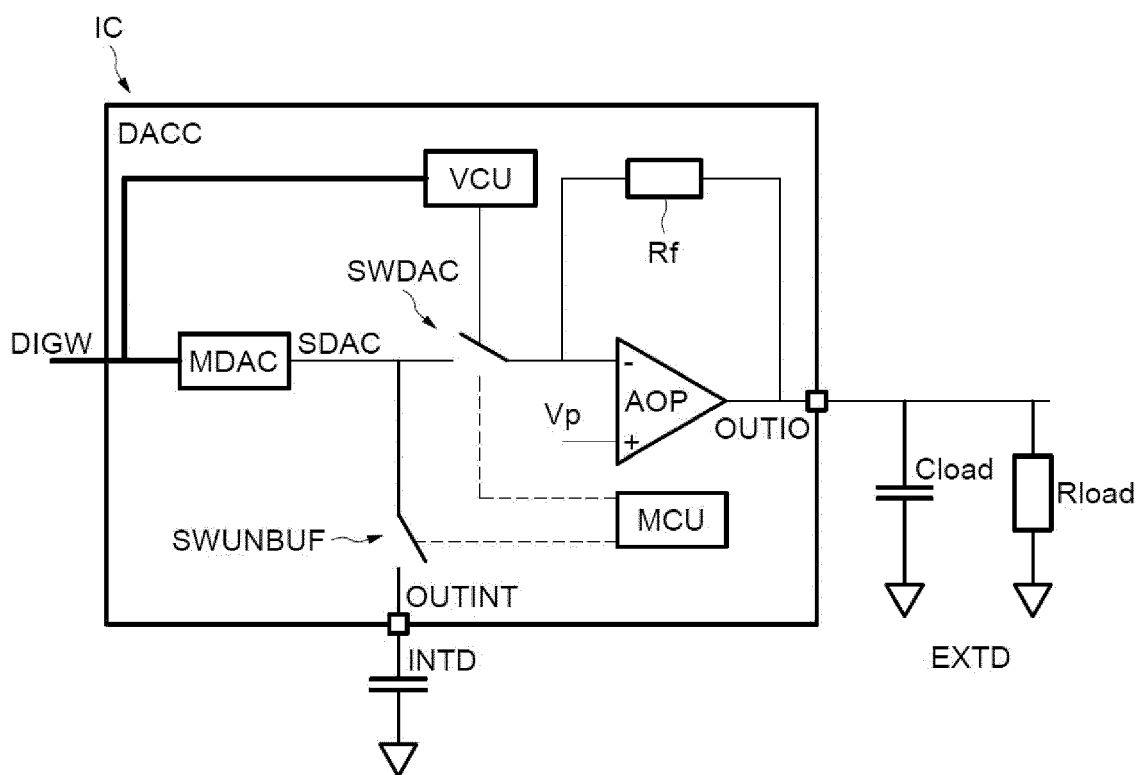 IC
DACC
VCU
Rf
SWDAC
DIGW
MDAC
SDAC
-
AOP
Vp
+
OUTIO
Cload
Rload
MCU
SWUNBUF
OUTINT
INTD
EXTD